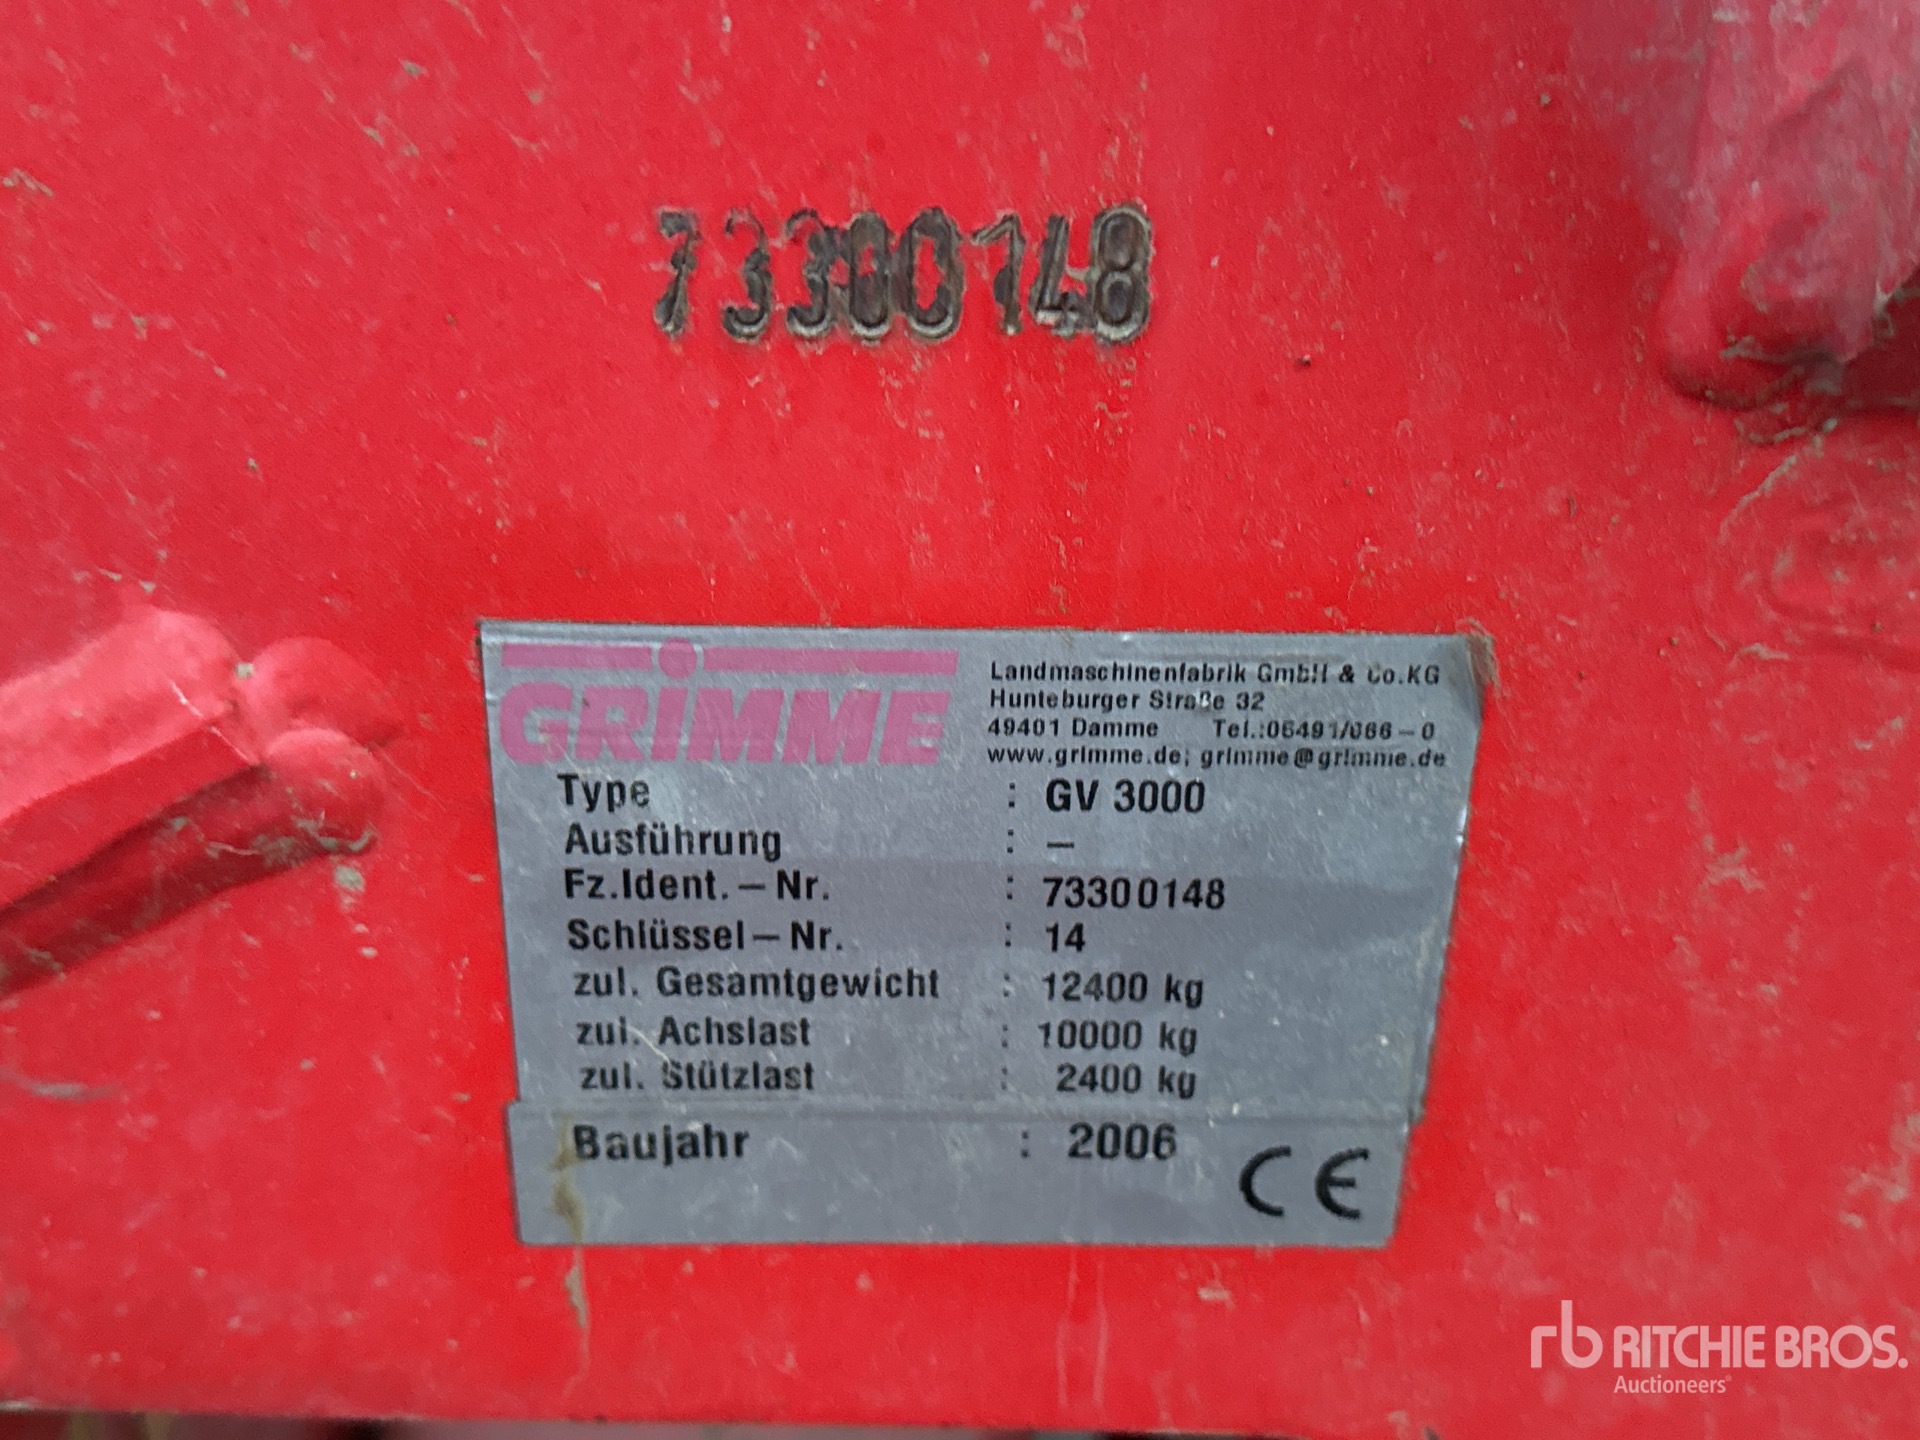 73300148
GRIMME
Landmaschinenfabrik GmbH & Co.KG
Hunteburger Straße 32
49401 Damme Tel.:05491/666-0
www.grimme.de; grimme@grimme.de
Type : GV 3000
Ausführung : –
Fz.Ident.–Nr. : 73300148
Schlüssel–Nr. : 14
zul. Gesamtgewicht : 12400 kg
zul. Achslast : 10000 kg
zul. Stützlast : 2400 kg
Baujahr : 2006
CE
rb RITCHIE BROS.
Auctioneers